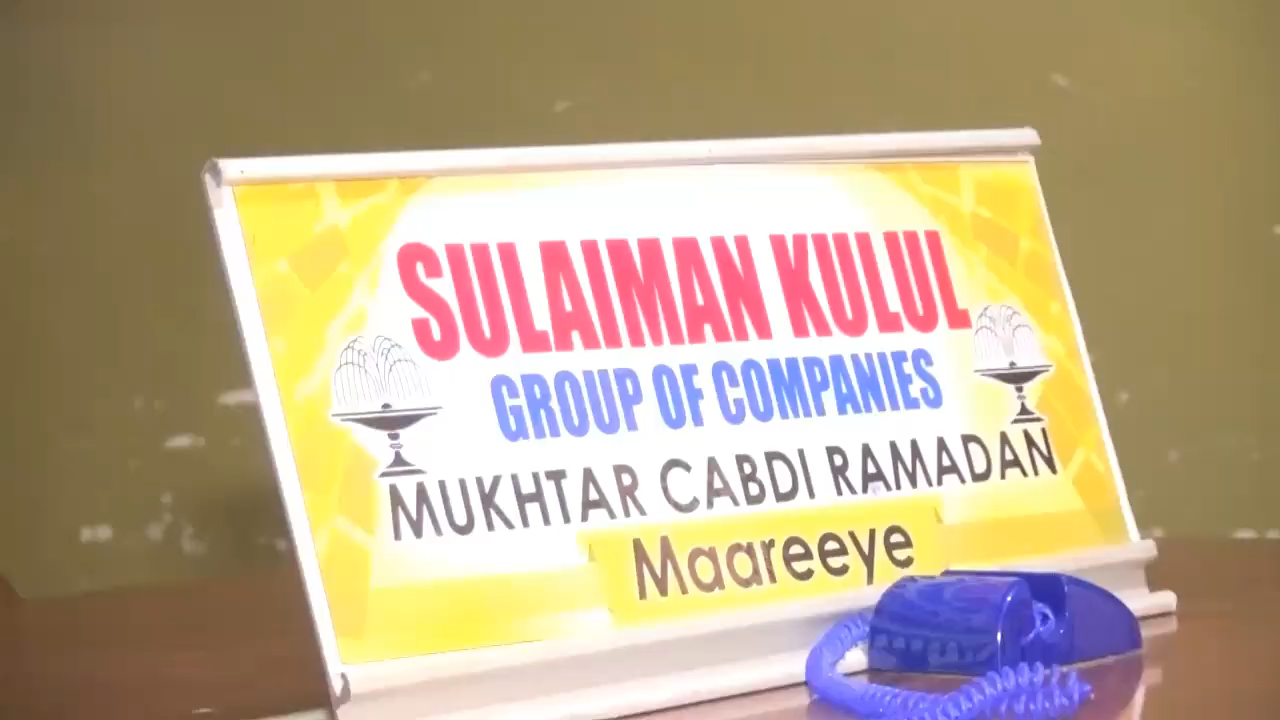 SULAIMAN KULUL
GROUP OF COMPANIES
MUKHTAR CABDI RAMADAN
Maareeye